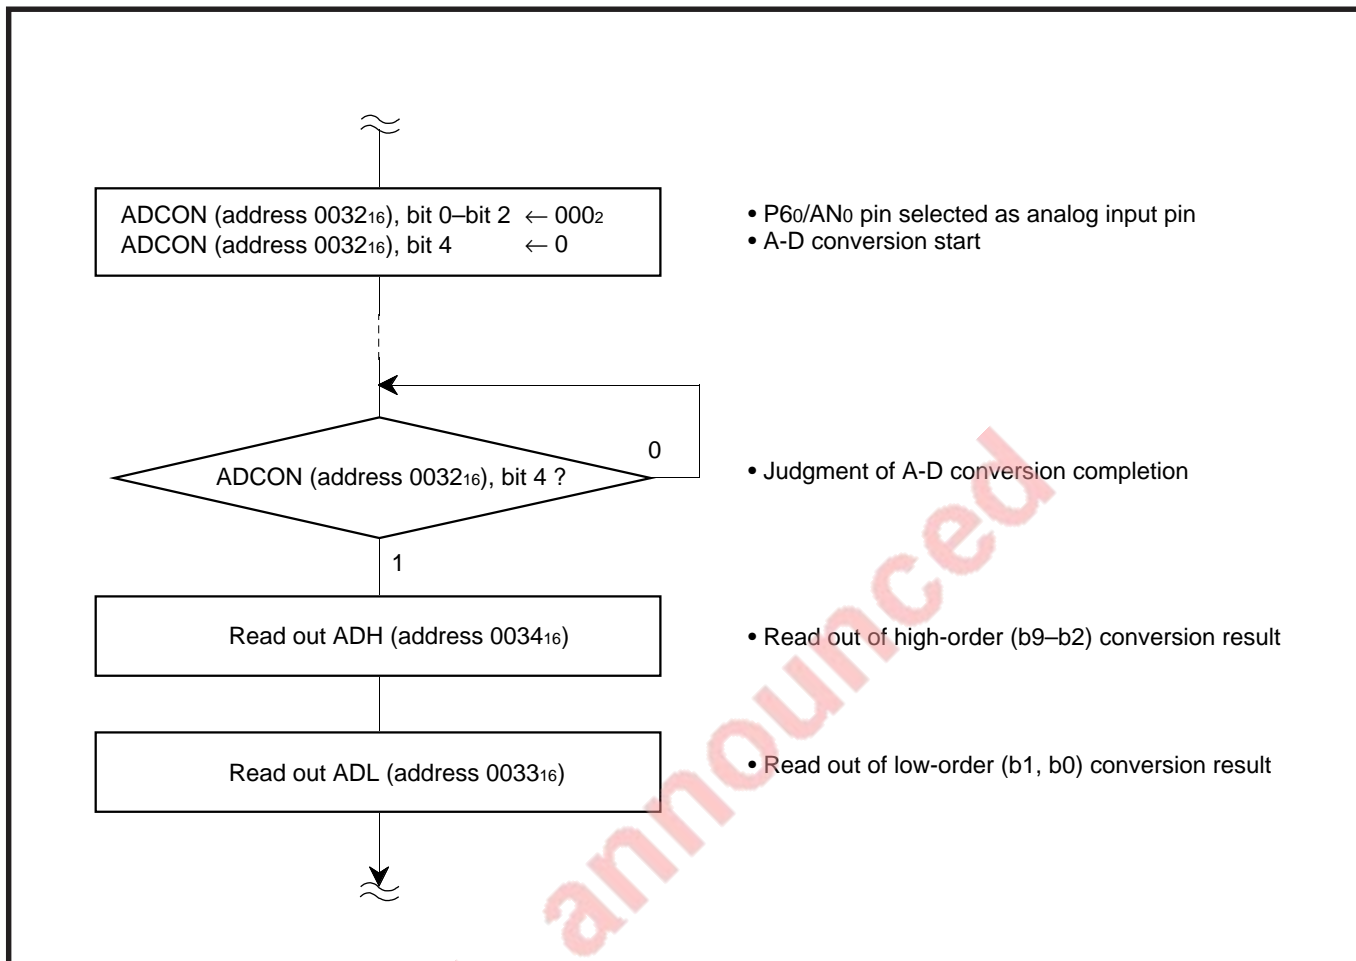 ADCON (address 0032₁₆), bit 0–bit 2 ← 000₂
ADCON (address 0032₁₆), bit 4 ← 0
• P6₀/AN₀ pin selected as analog input pin
• A-D conversion start
0
ADCON (address 0032₁₆), bit 4 ?
• Judgment of A-D conversion completion
1
Read out ADH (address 0034₁₆)
• Read out of high-order (b9–b2) conversion result
Read out ADL (address 0033₁₆)
• Read out of low-order (b1, b0) conversion result
announced